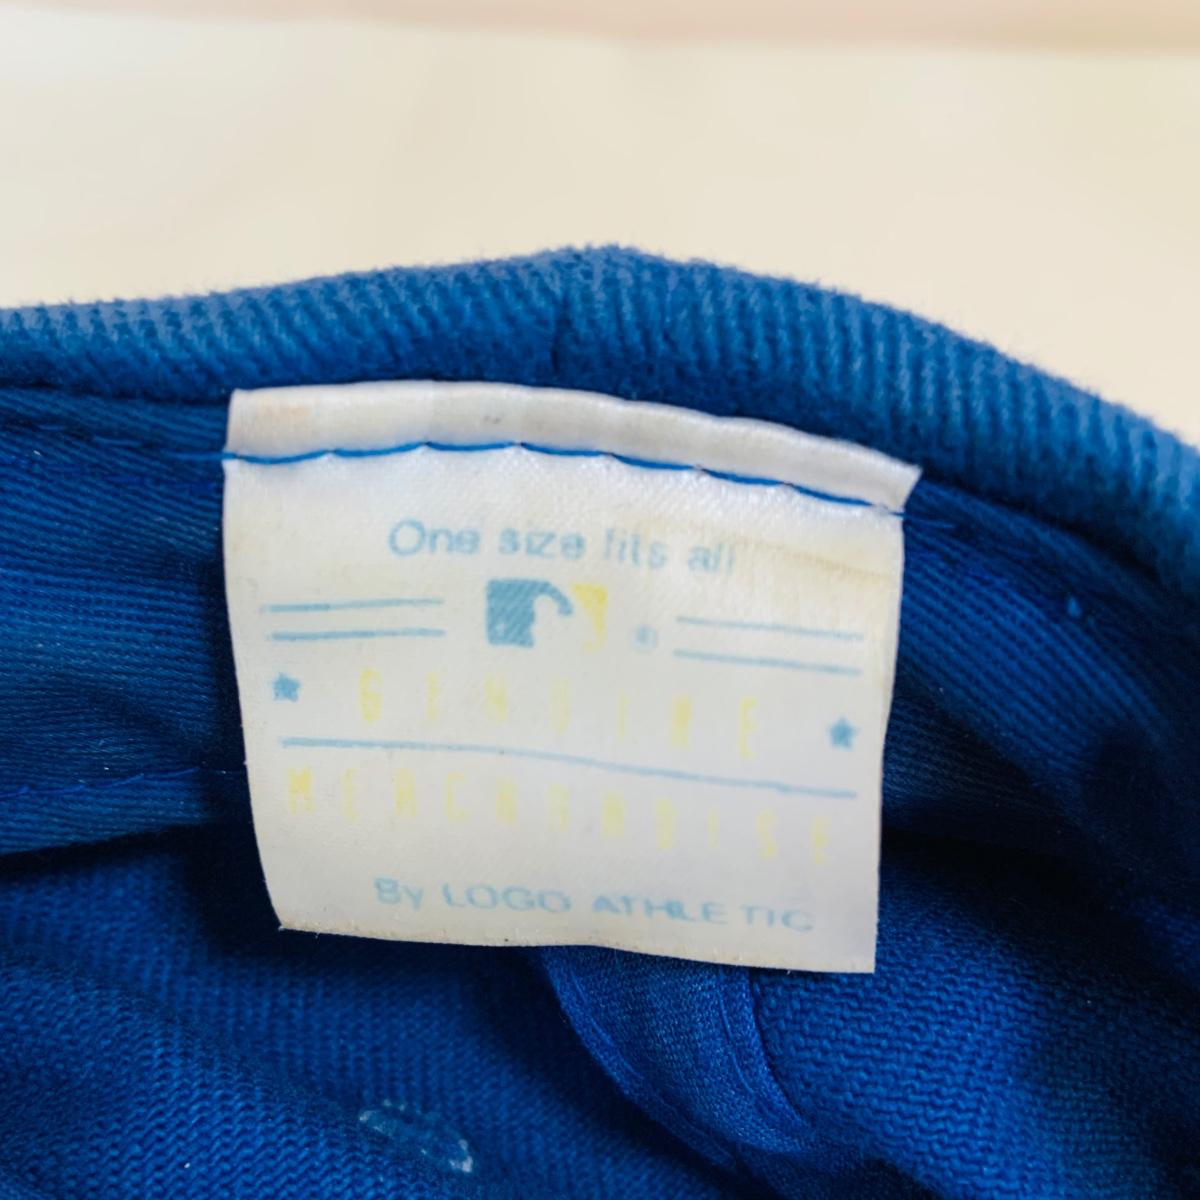 One size fits all
®
GENUINE
MERCHANDISE
By LOGO ATHLETIC